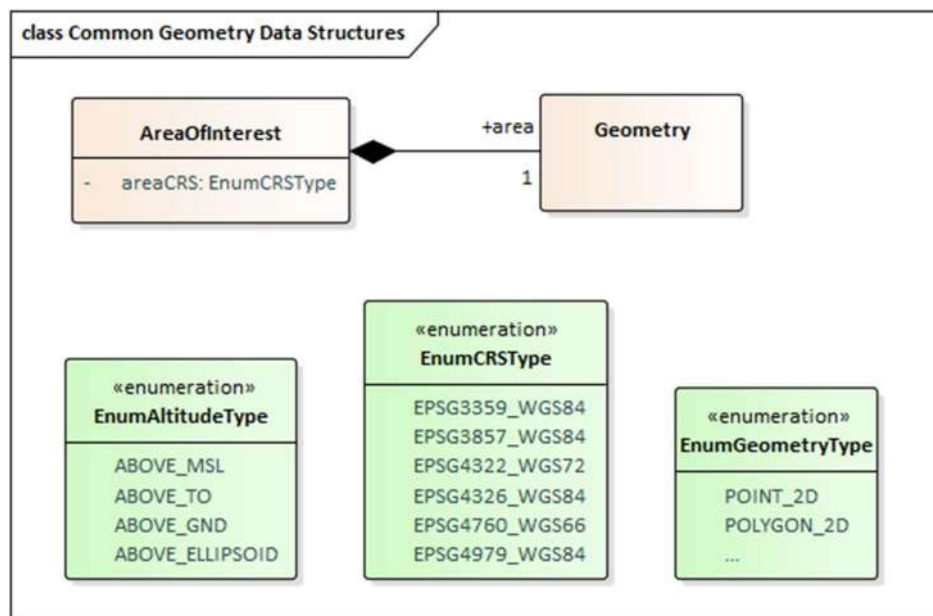 class Common Geometry Data Structures
AreaOfInterest
- areaCRS: EnumCRSType
+area
1
Geometry
«enumeration»
EnumAltitudeType
ABOVE_MSL
ABOVE_TO
ABOVE_GND
ABOVE_ELLIPSOID
«enumeration»
EnumCRSType
EPSG3359_WGS84
EPSG3857_WGS84
EPSG4322_WGS72
EPSG4326_WGS84
EPSG4760_WGS66
EPSG4979_WGS84
«enumeration»
EnumGeometryType
POINT_2D
POLYGON_2D
...